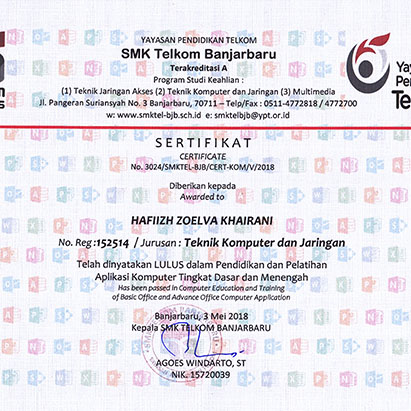 YAYASAN PENDIDIKAN TELKOM
SMK Telkom Banjarbaru
Terakreditasi A
Program Studi Keahlian :
(1) Teknik Jaringan Akses (2) Teknik Komputer dan Jaringan (3) Multimedia
Jl. Pangeran Suriansyah No. 3 Banjarbaru, 70711 – Telp/Fax : 0511-4772818 / 4772700
w: www.smktel-bjb.sch.id e: smktelbjb@ypt.or.id
SERTIFIKAT
CERTIFICATE
No. 3024/SMKTEL-BJB/CERT-KOM/V/2018
Diberikan kepada
Awarded to
HAFIIZH ZOELVA KHAIRANI
No. Reg :152514 / Jurusan : Teknik Komputer dan Jaringan
Telah dinyatakan LULUS dalam Pendidikan dan Pelatihan
Aplikasi Komputer Tingkat Dasar dan Menengah
Has been passed in Computer Education and Training
of Basic Office and Advance Office Computer Application
Banjarbaru, 3 Mei 2018
Kepala SMK TELKOM BANJARBARU
AGOES WINDARTO, ST
NIK. 15720039